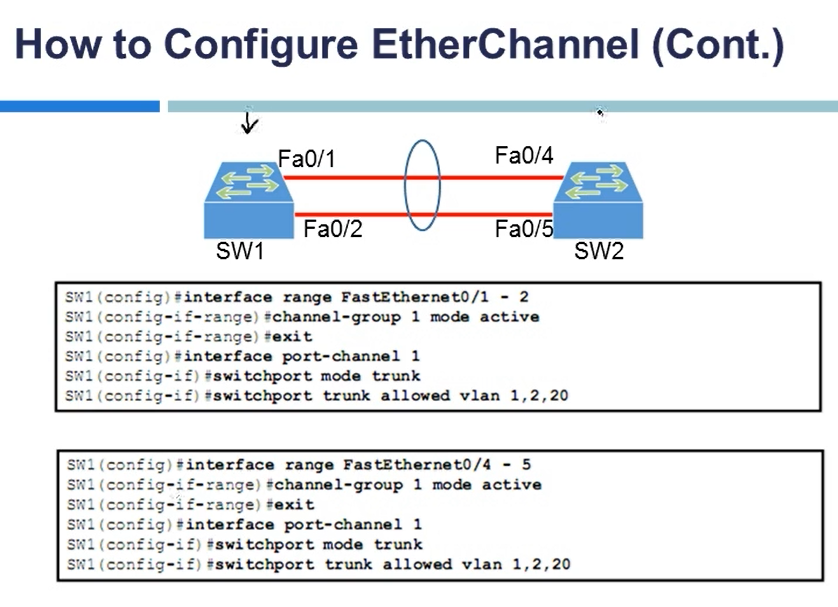 How to Configure EtherChannel (Cont.)
Fa0/1
Fa0/4
Fa0/2
Fa0/5
SW1
SW2
SW1(config)#interface range FastEthernet0/1 - 2
SW1(config-if-range)#channel-group 1 mode active
SW1(config-if-range)#exit
SW1(config)#interface port-channel 1
SW1(config-if)#switchport mode trunk
SW1(config-if)#switchport trunk allowed vlan 1,2,20
SW1(config)#interface range FastEthernet0/4 - 5
SW1(config-if-range)#channel-group 1 mode active
SW1(config-if-range)#exit
SW1(config)#interface port-channel 1
SW1(config-if)#switchport mode trunk
SW1(config-if)#switchport trunk allowed vlan 1,2,20